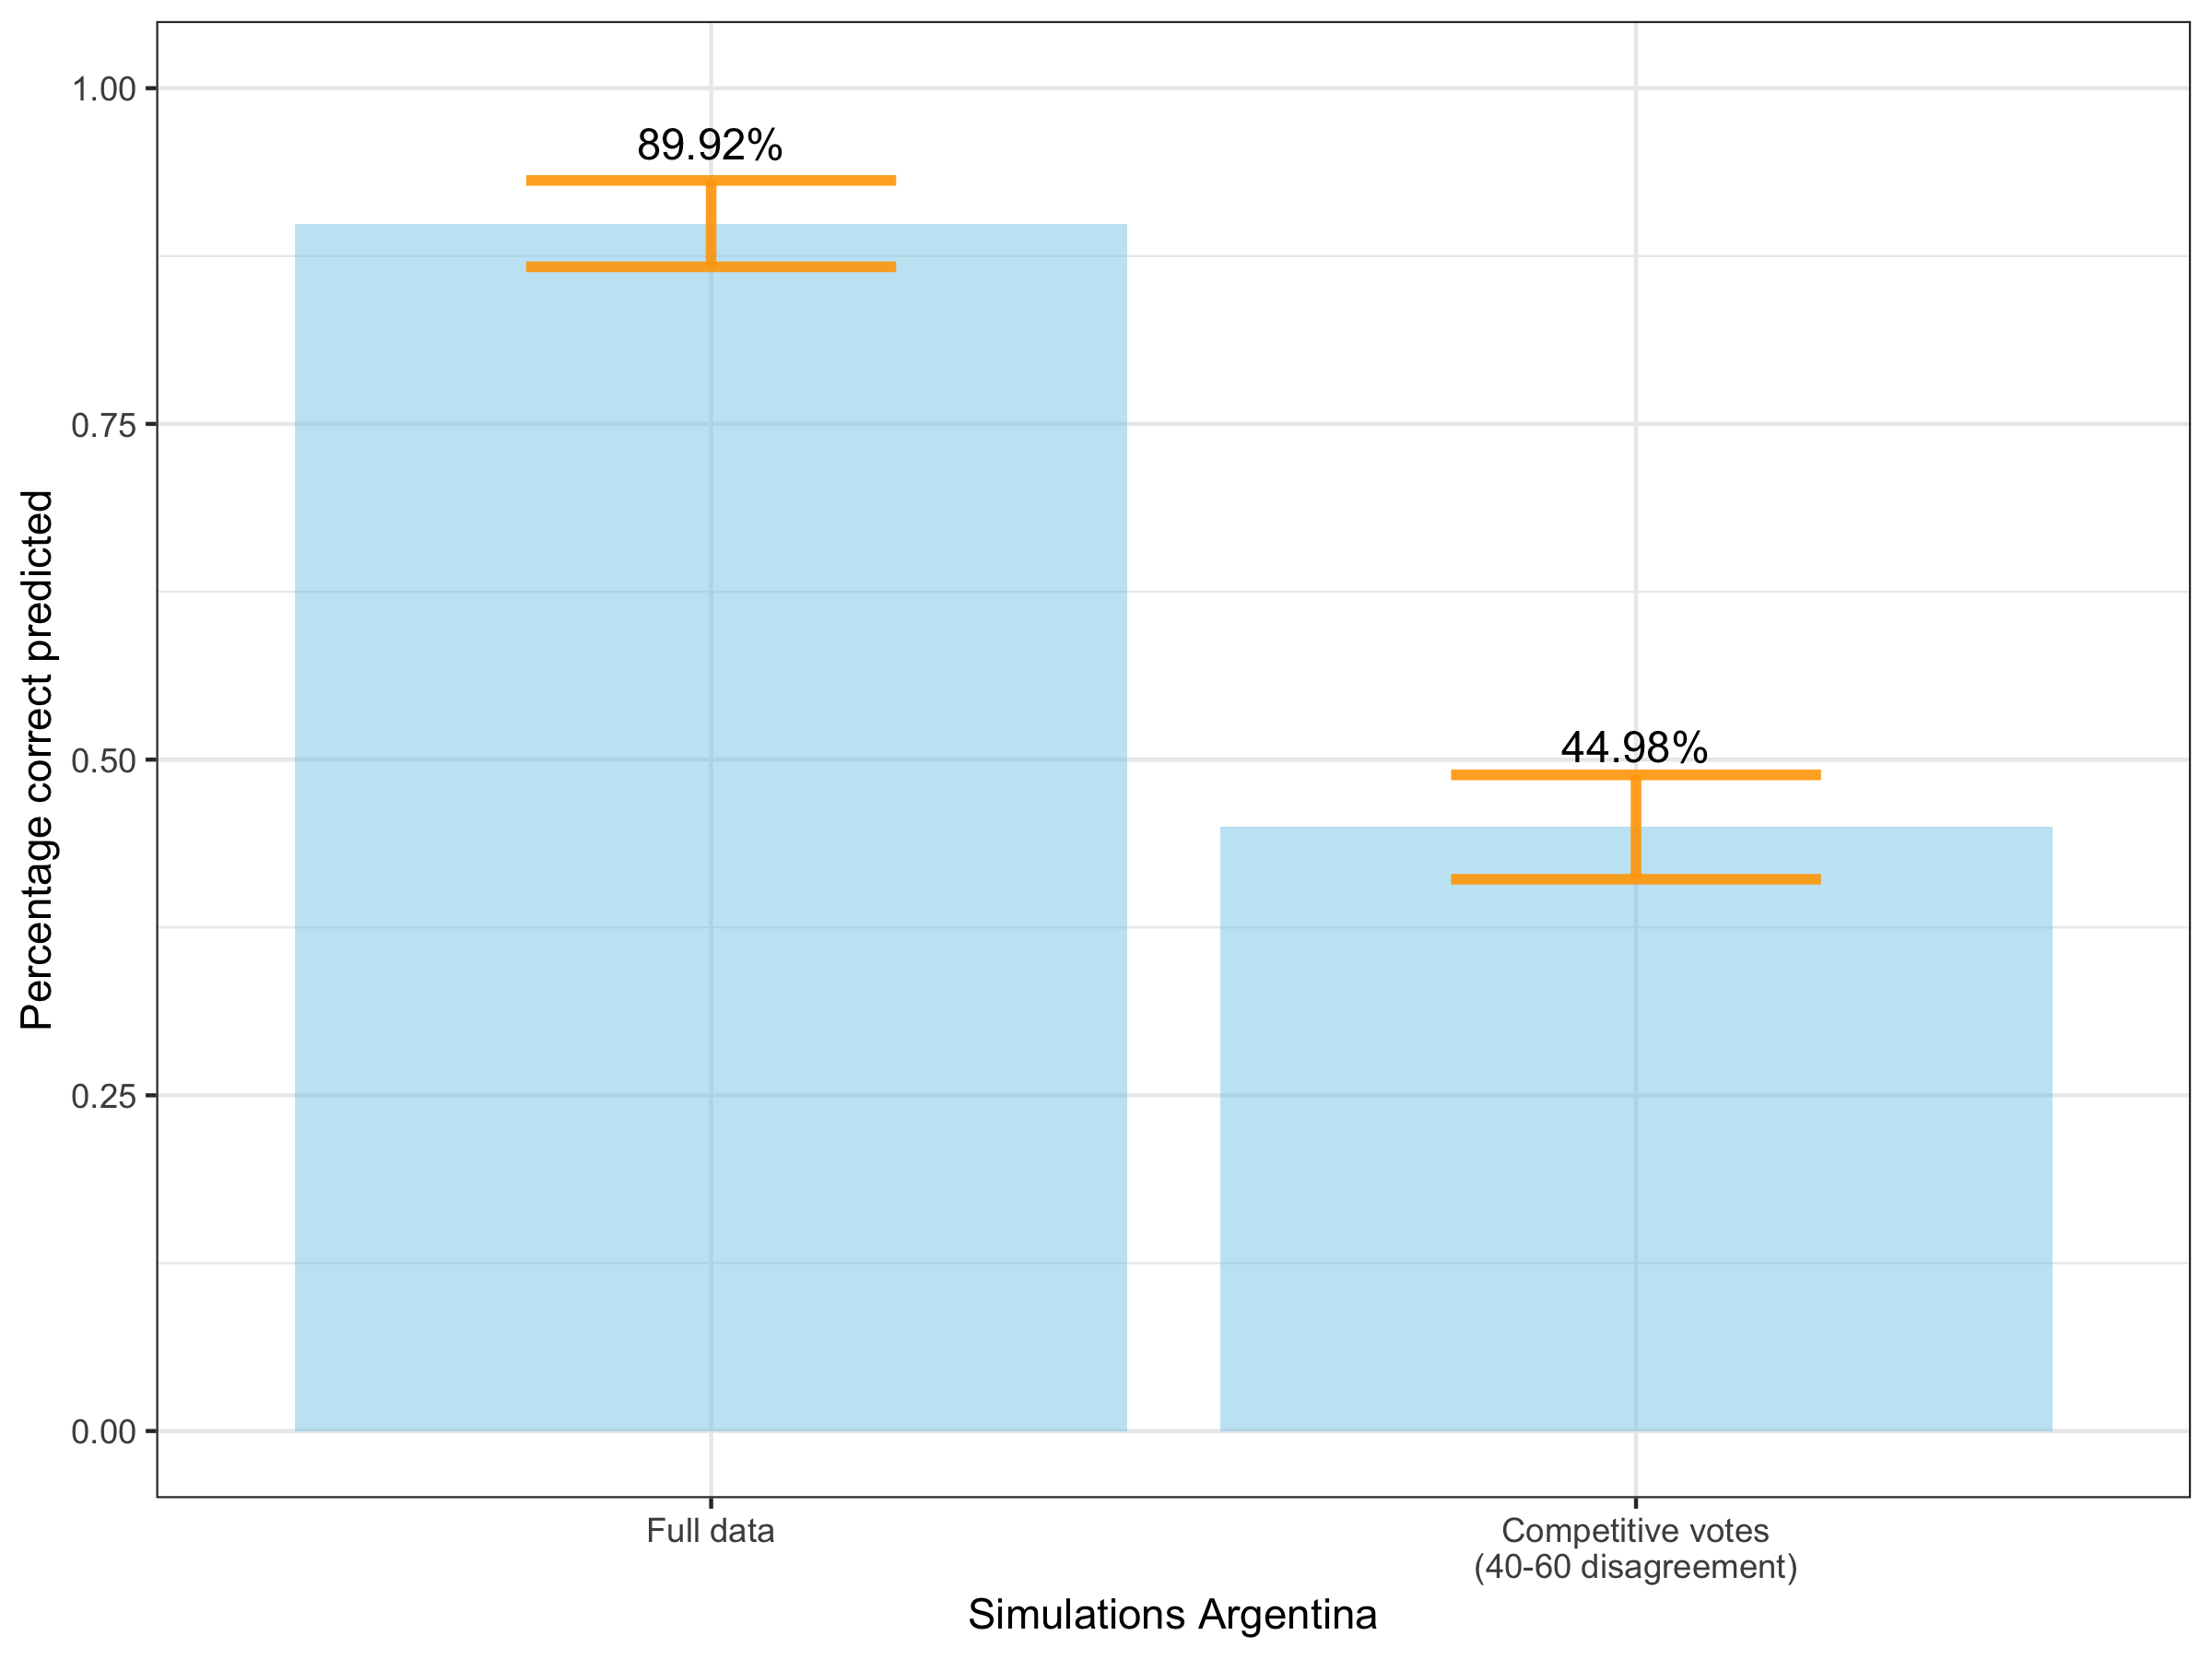 1.00
0.75
0.50
0.25
0.00
Percentage correct predicted
89.92%
44.98%
Full data
Competitive votes
(40-60 disagreement)
Simulations Argentina